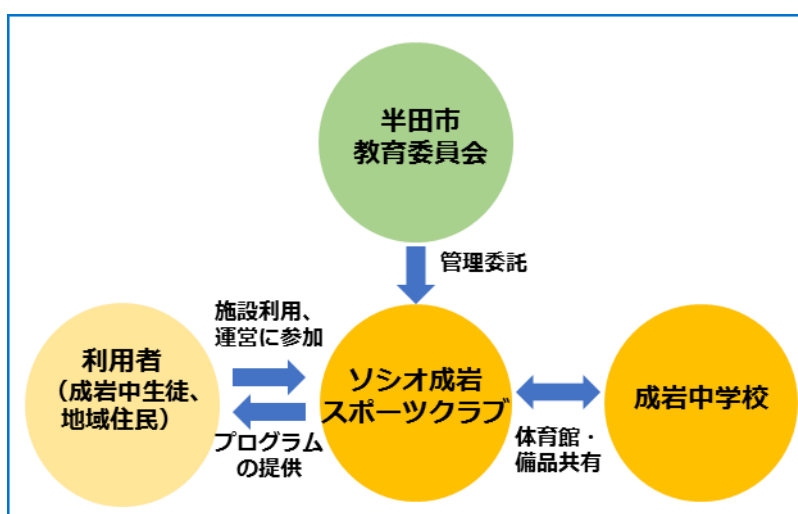 半田市
教育委員会
管理委託
施設利用、
運営に参加
利用者
(成岩中生徒、
地域住民)
ソシオ成岩
スポーツクラブ
成岩中学校
プログラム
の提供
体育館・
備品共有